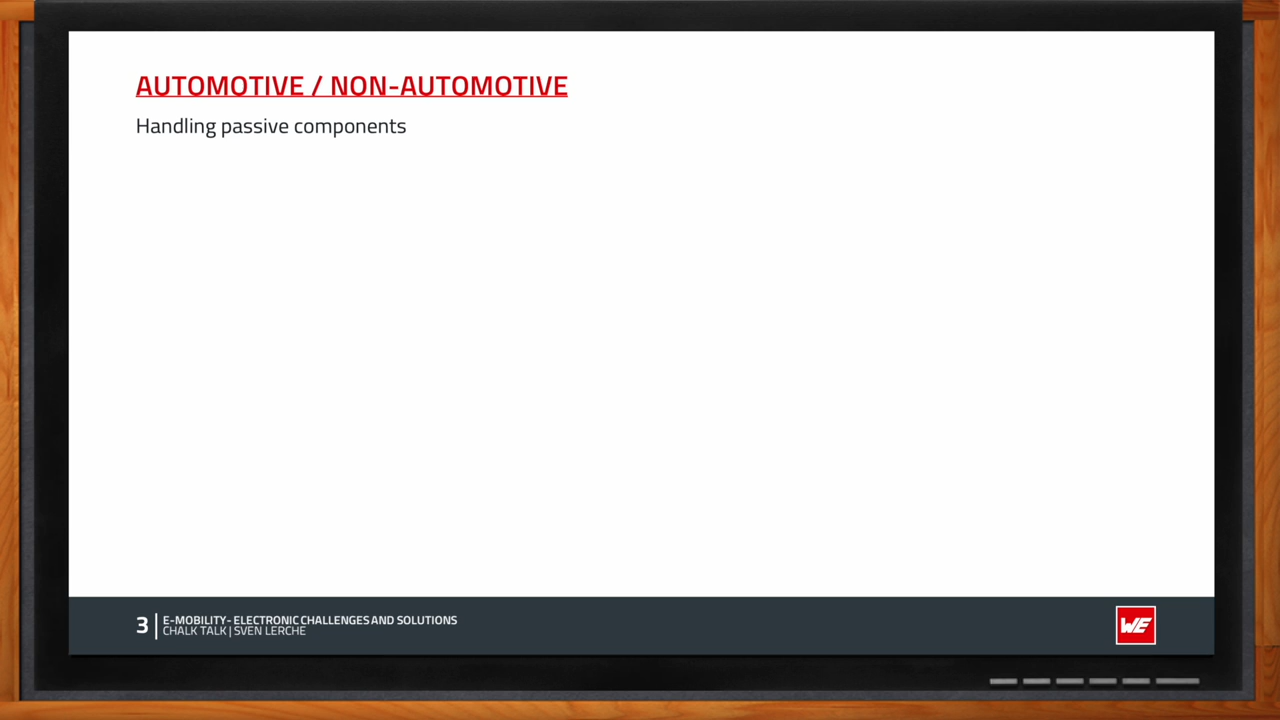 AUTOMOTIVE / NON-AUTOMOTIVE
Handling passive components
3
E-MOBILITY- ELECTRONIC CHALLENGES AND SOLUTIONS
CHALK TALK | SVEN LERCHE
WE